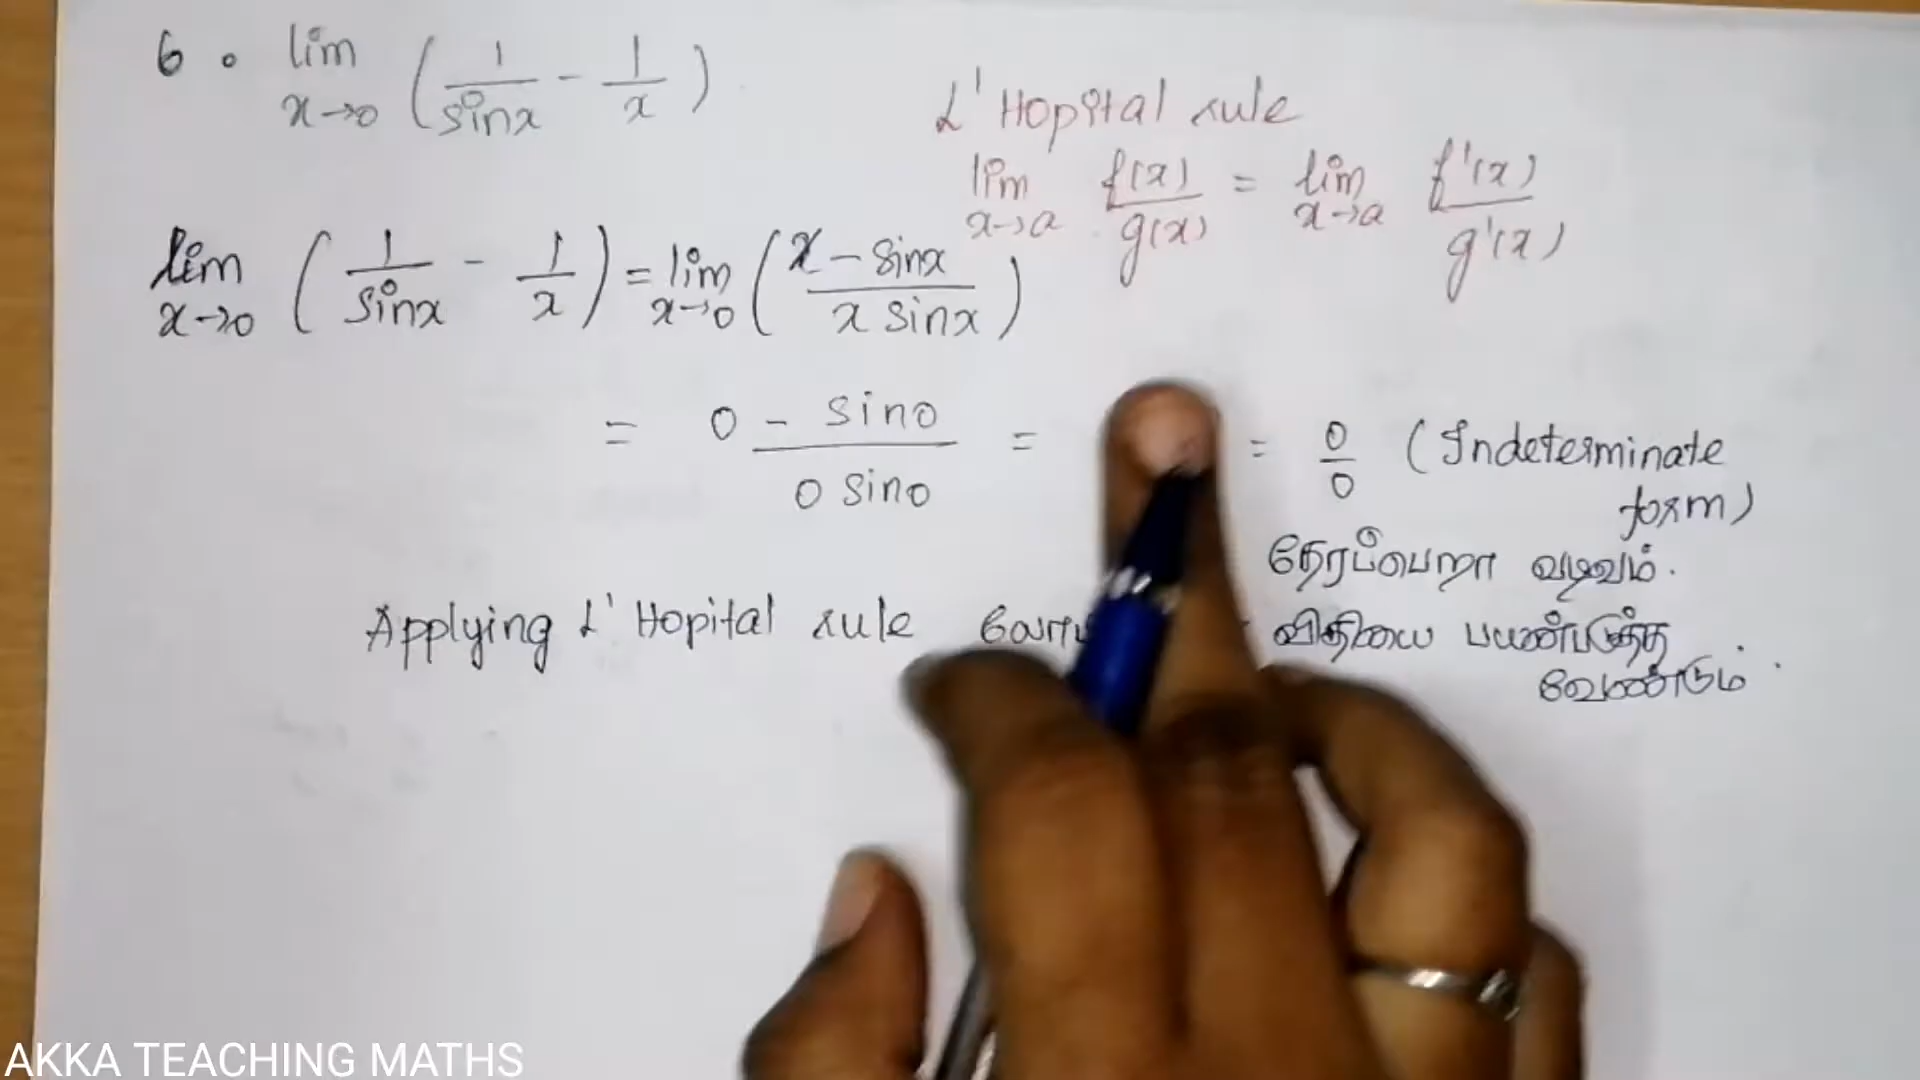 6. lim x→0 (1/sinx - 1/x)
L' Hopital rule
lim x→a f(x)/g(x) = lim x→a f'(x)/g'(x)
lim x→0 (1/sinx - 1/x) = lim x→0 (x - sinx / x sinx)
= 0 - sin0 / 0 sin0 = = 0/0 (Indeterminate
form)
தேரப்பெறா வடிவம்.
Applying L' Hopital rule விதியை பயன்படுத்த
வேண்டும்.
AKKA TEACHING MATHS